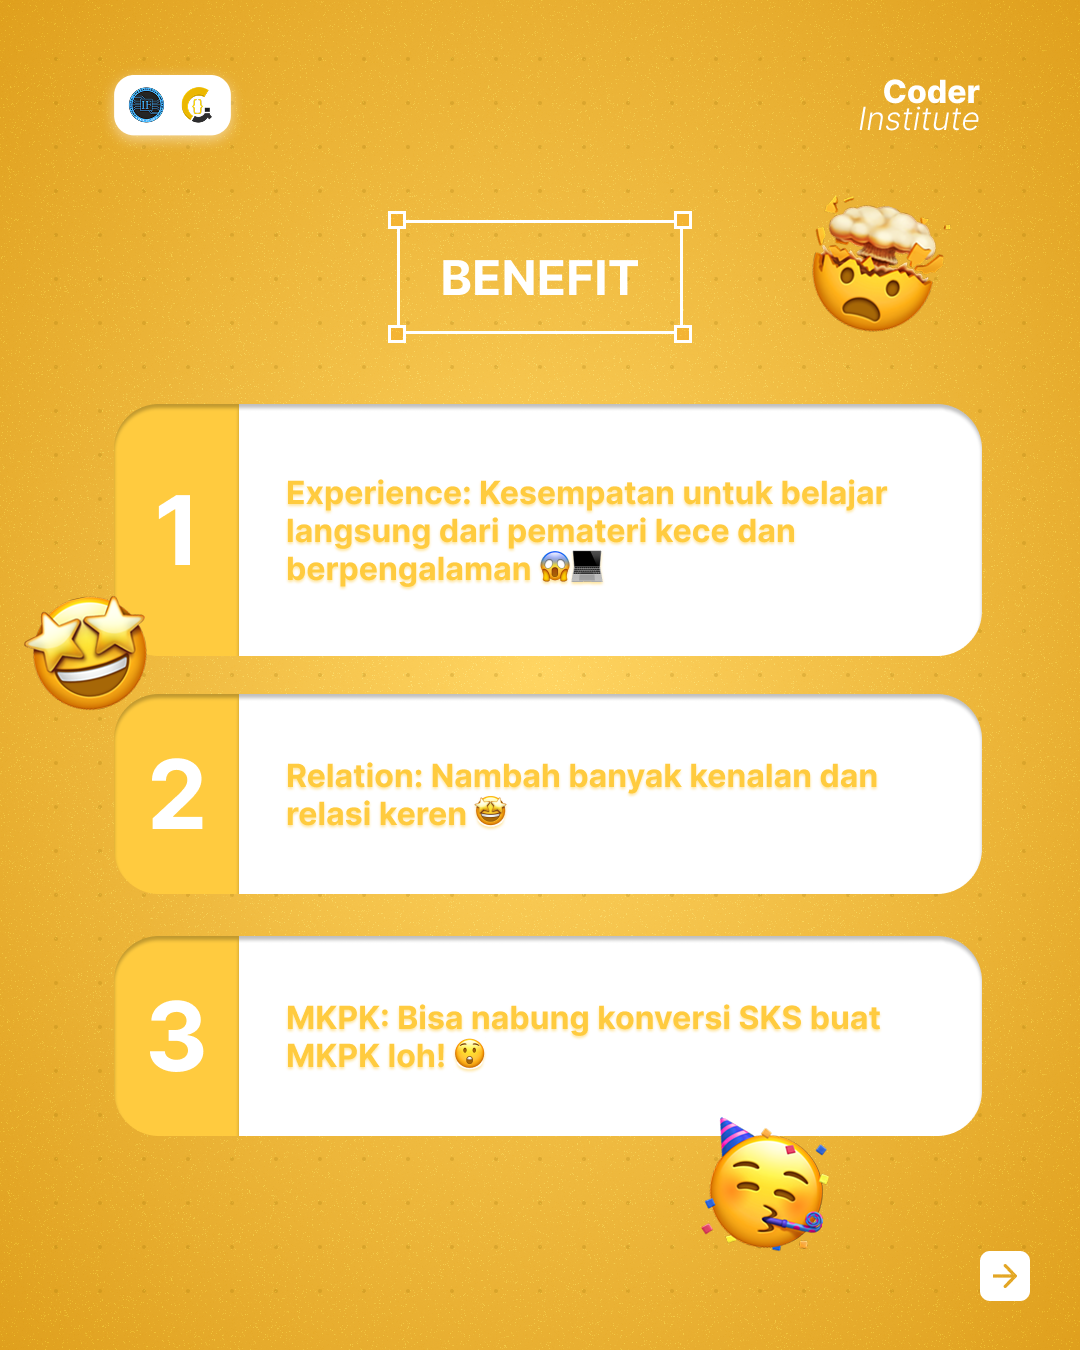 Coder
Institute
BENEFIT
1
Experience: Kesempatan untuk belajar
langsung dari pemateri kece dan
berpengalaman 😱💻
2
Relation: Nambah banyak kenalan dan
relasi keren 🤩
3
MKPK: Bisa nabung konversi SKS buat
MKPK loh! 😲